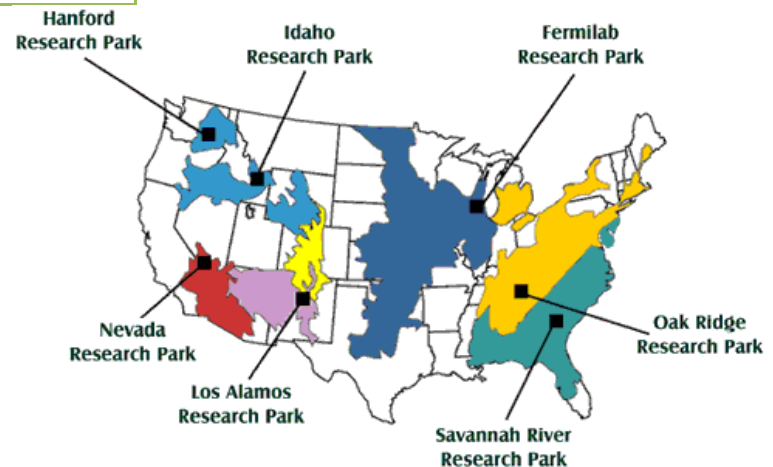 Hanford
Research Park
Idaho
Research Park
Fermilab
Research Park
Nevada
Research Park
Los Alamos
Research Park
Oak Ridge
Research Park
Savannah River
Research Park